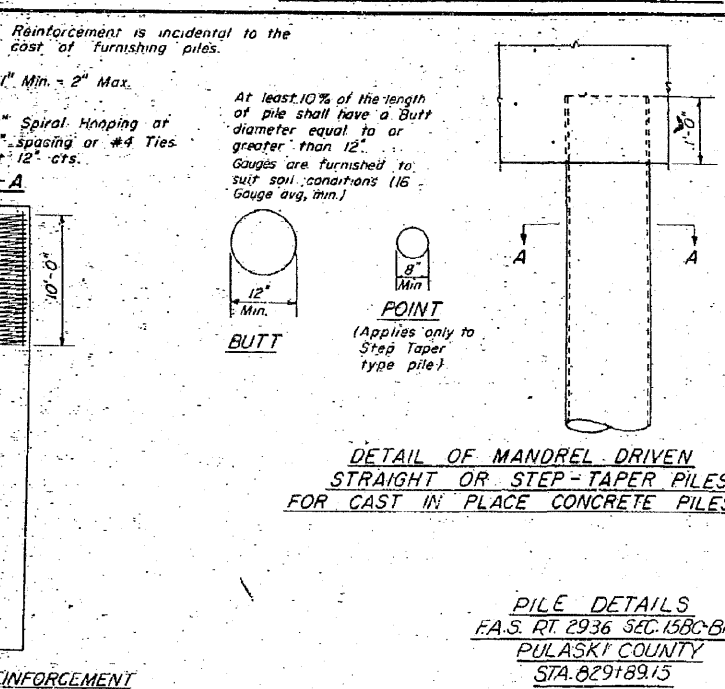 Reinforcement is incidental to the
cost of furnishing piles.
1" Min. - 2" Max.
" Spiral Hooping at
" spacing or #4 Ties
12" cts.
-A
10'-0"
At least 10% of the length
of pile shall have a Butt
diameter equal to or
greater than 12".
Gauges are furnished to
suit soil conditions (16
Gauge avg. min.)
12"
Min.
BUTT
8"
Min
POINT
(Applies only to
Step Taper
type pile)
1'-0"
A
A
DETAIL OF MANDREL DRIVEN
STRAIGHT OR STEP-TAPER PILES
FOR CAST IN PLACE CONCRETE PILES
PILE DETAILS
F.A.S. RT. 2936 SEC. 15BC-B
PULASKI COUNTY
STA. 829+89.15
INFORCEMENT